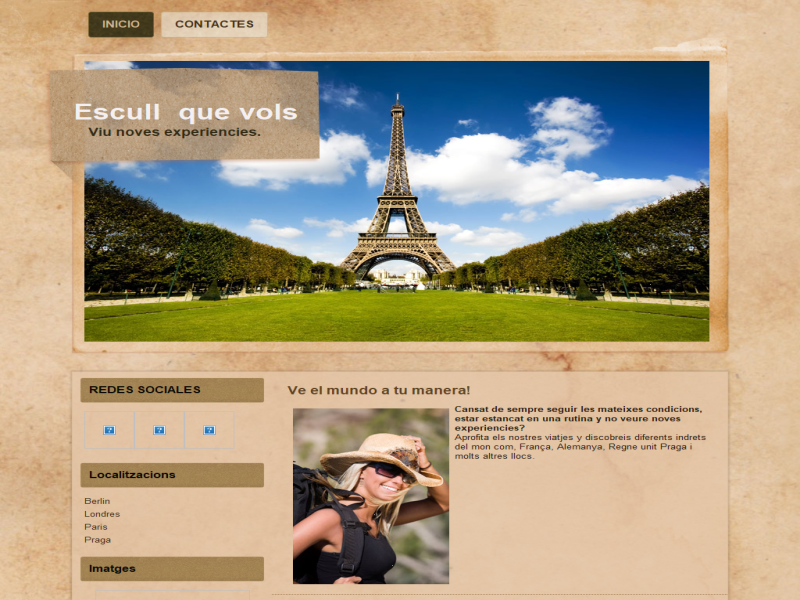 INICIO
CONTACTES
Escull que vols
Viu noves experiencies.
REDES SOCIALES
Localitzacions
Berlin
Londres
Paris
Praga
Imatges
Ve el mundo a tu manera!
Cansat de sempre seguir les mateixes condicions,
estar estancat en una rutina y no veure noves
experiencies?
Aprofita els nostres viatjes y discobreis diferents indrets
del mon com, França, Alemanya, Regne unit Praga i
molts altres llocs.